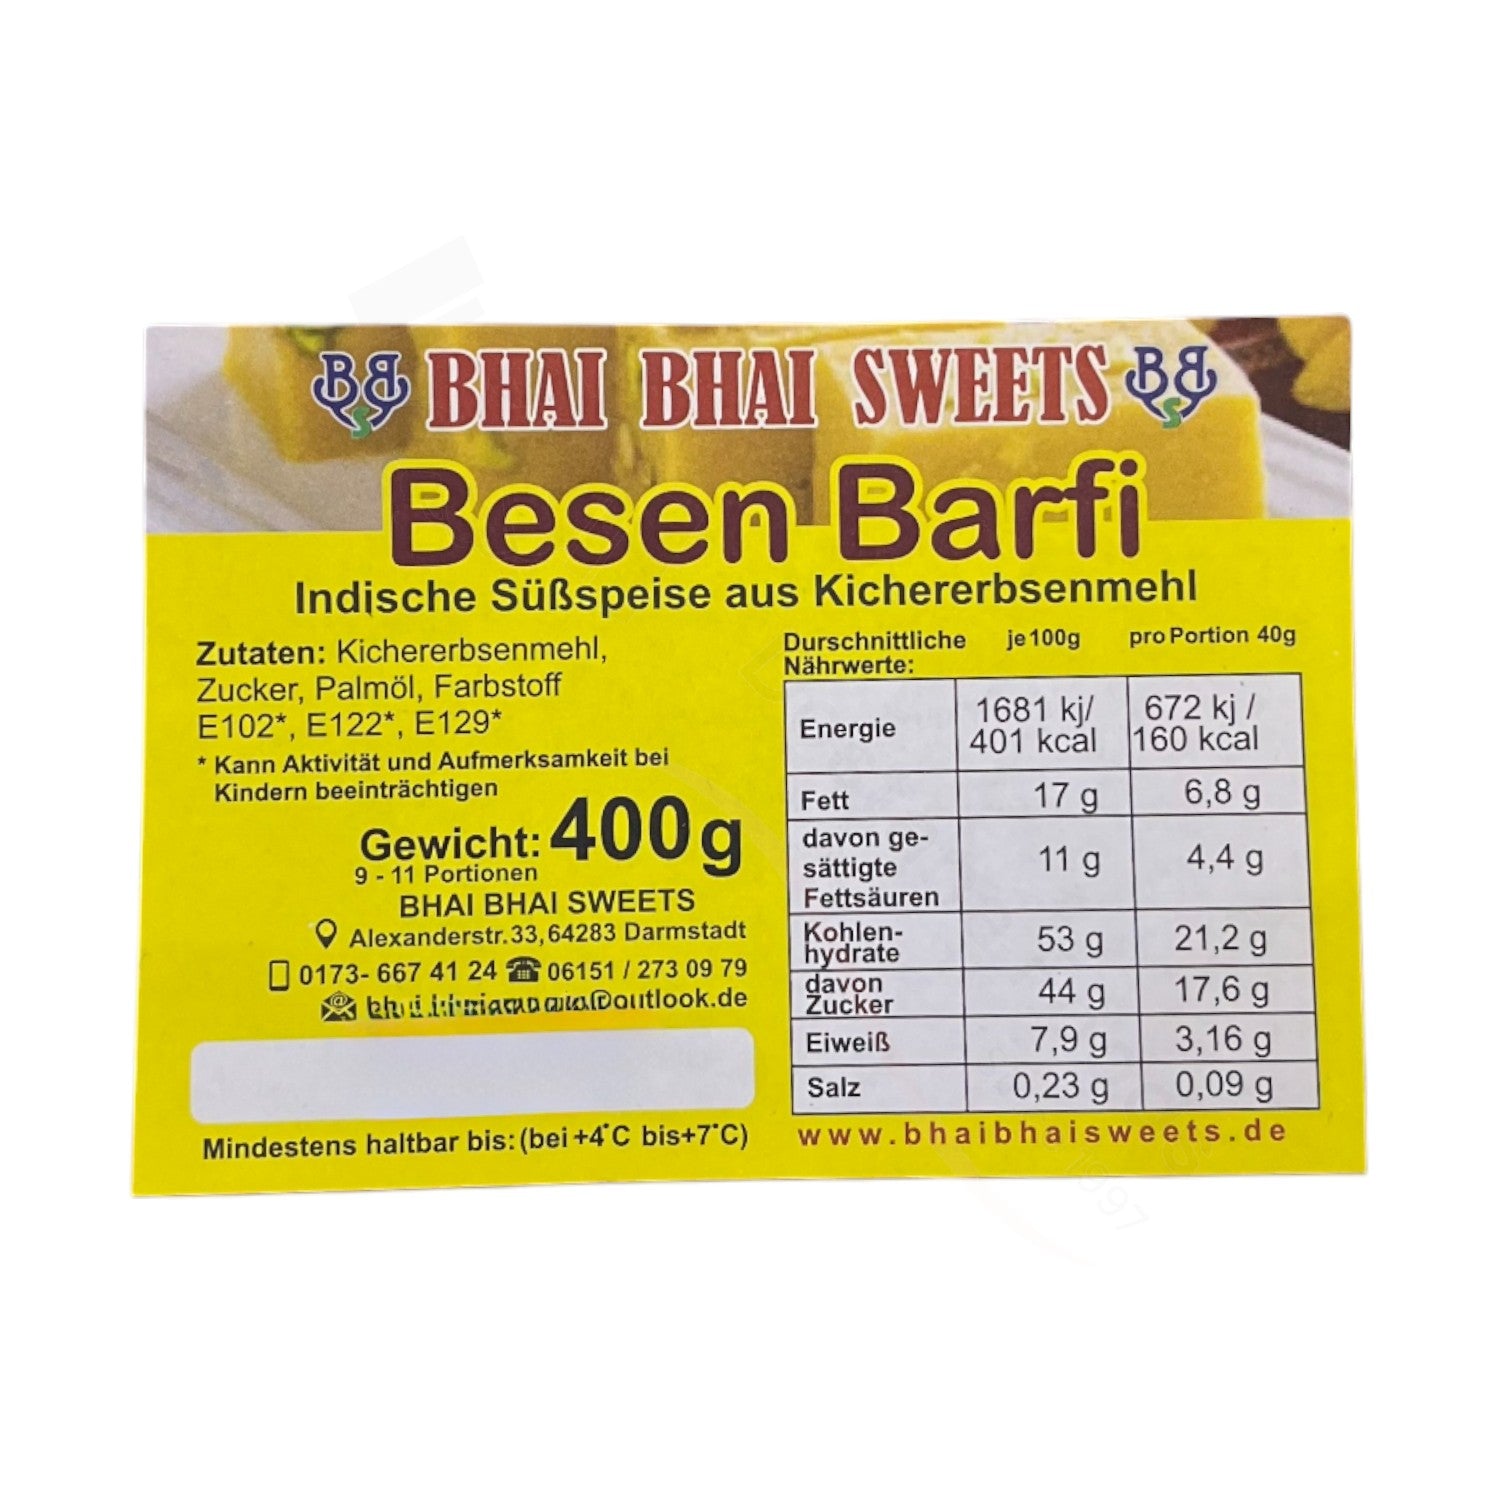 BBS BHAI BHAI SWEETS BBS
Besen Barfi
Indische Süßspeise aus Kichererbsenmehl
Zutaten: Kichererbsenmehl,
Zucker, Palmöl, Farbstoff
E102*, E122*, E129*
* Kann Aktivität und Aufmerksamkeit bei
Kindern beeinträchtigen
Gewicht: 400g
9 - 11 Portionen
BHAI BHAI SWEETS
Alexanderstr. 33, 64283 Darmstadt
0173- 667 41 24 06151 / 273 09 79
@outlook.de
Mindestens haltbar bis: (bei +4°C bis+7°C)
Durschnittliche je 100g pro Portion 40g
Nährwerte:
Energie 1681 kj/ 672 kj /
401 kcal 160 kcal
Fett 17 g 6,8 g
davon ge-
sättigte 11 g 4,4 g
Fettsäuren
Kohlen- 53 g 21,2 g
hydrate
davon 44 g 17,6 g
Zucker
Eiweiß 7,9 g 3,16 g
Salz 0,23 g 0,09 g
www.bhaibhaisweets.de
1997